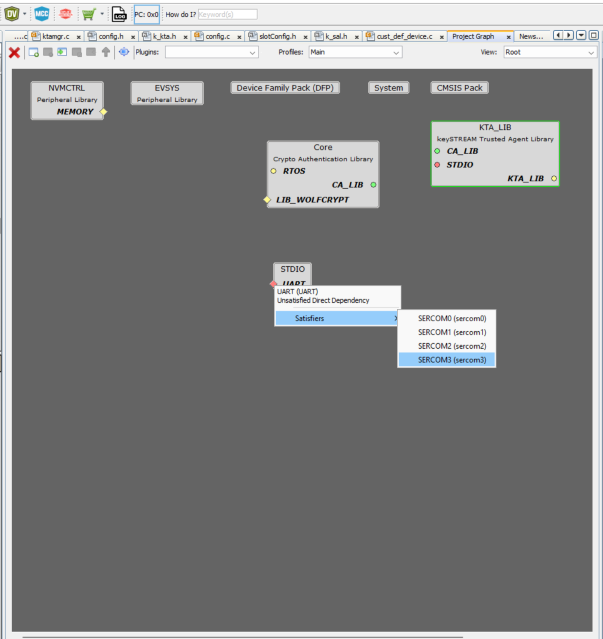 DV MCC LOG PC: 0x0 How do I? Keyword(s)
....c ktamgr.c x config.h x k_kta.h x config.c x slotConfig.h x k_sal.h x cust_def_device.c x Project Graph x News...
Plugins: Profiles: Main View: Root
NVMCTRL
Peripheral Library
MEMORY
EVSYS
Peripheral Library
Device Family Pack (DFP)
System
CMSIS Pack
KTA_LIB
keySTREAM Trusted Agent Library
CA_LIB
STDIO
KTA_LIB
Core
Crypto Authentication Library
RTOS
CA_LIB
LIB_WOLFCRYPT
STDIO
UART
UART (UART)
Unsatisfied Direct Dependency
Satisfiers
SERCOM0 (sercom0)
SERCOM1 (sercom1)
SERCOM2 (sercom2)
SERCOM3 (sercom3)